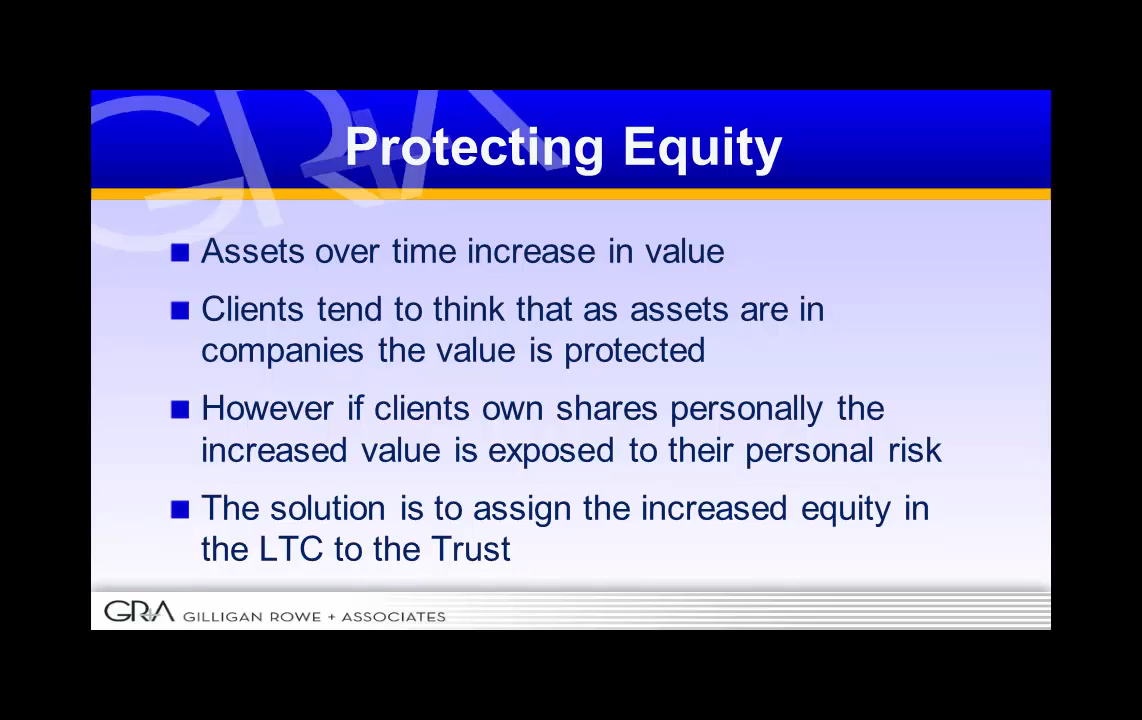 Protecting Equity
Assets over time increase in value
Clients tend to think that as assets are in
companies the value is protected
However if clients own shares personally the
increased value is exposed to their personal risk
The solution is to assign the increased equity in
the LTC to the Trust
GRA GILLIGAN ROWE + ASSOCIATES